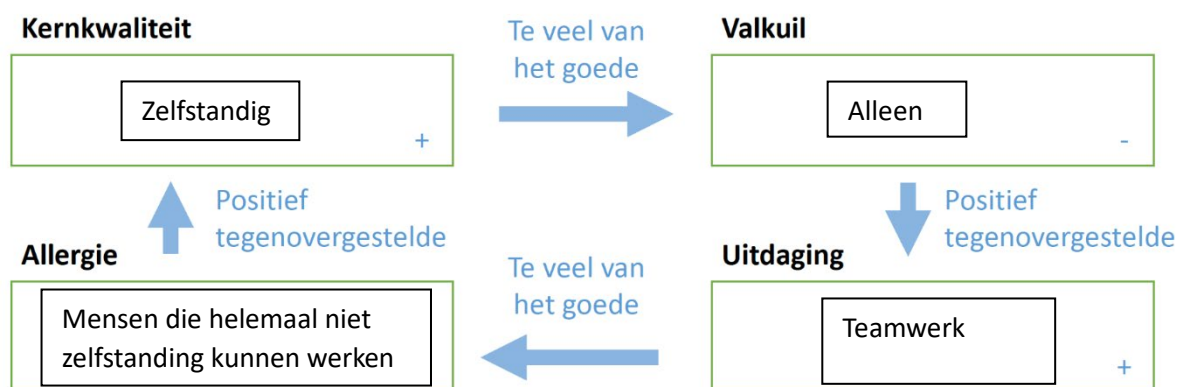 Kernkwaliteit
Te veel van
het goede
Valkuil
Zelfstandig
+
Alleen
-
Positief
tegenovergestelde
Positief
tegenovergestelde
Allergie
Te veel van
het goede
Uitdaging
Mensen die helemaal niet
zelfstanding kunnen werken
Teamwerk
+